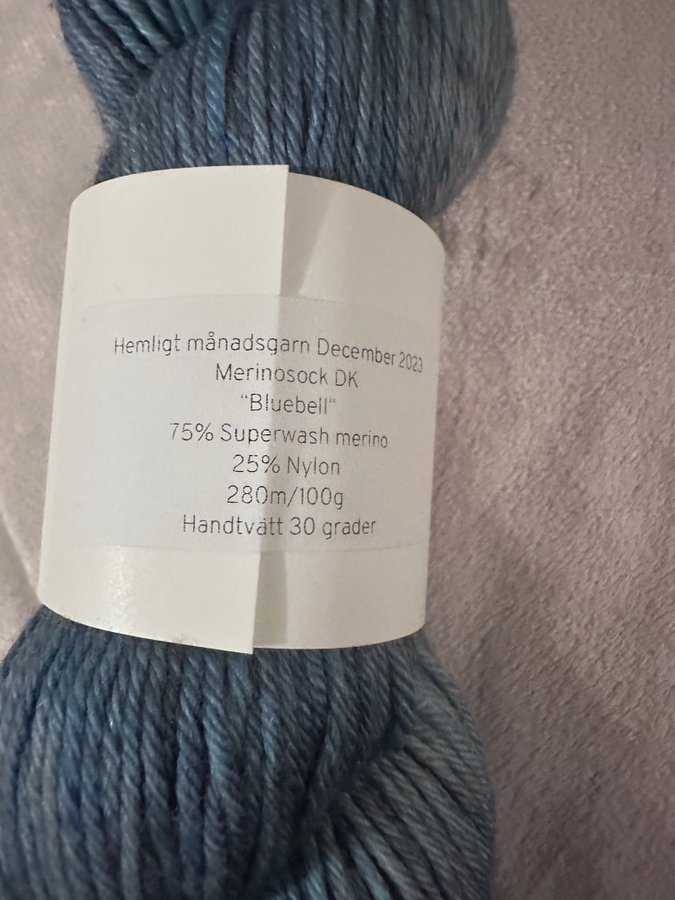 Hemligt månadsgarn December 2023
Merinosock DK
"Bluebell"
75% Superwash merino
25% Nylon
280m/100g
Handtvätt 30 grader